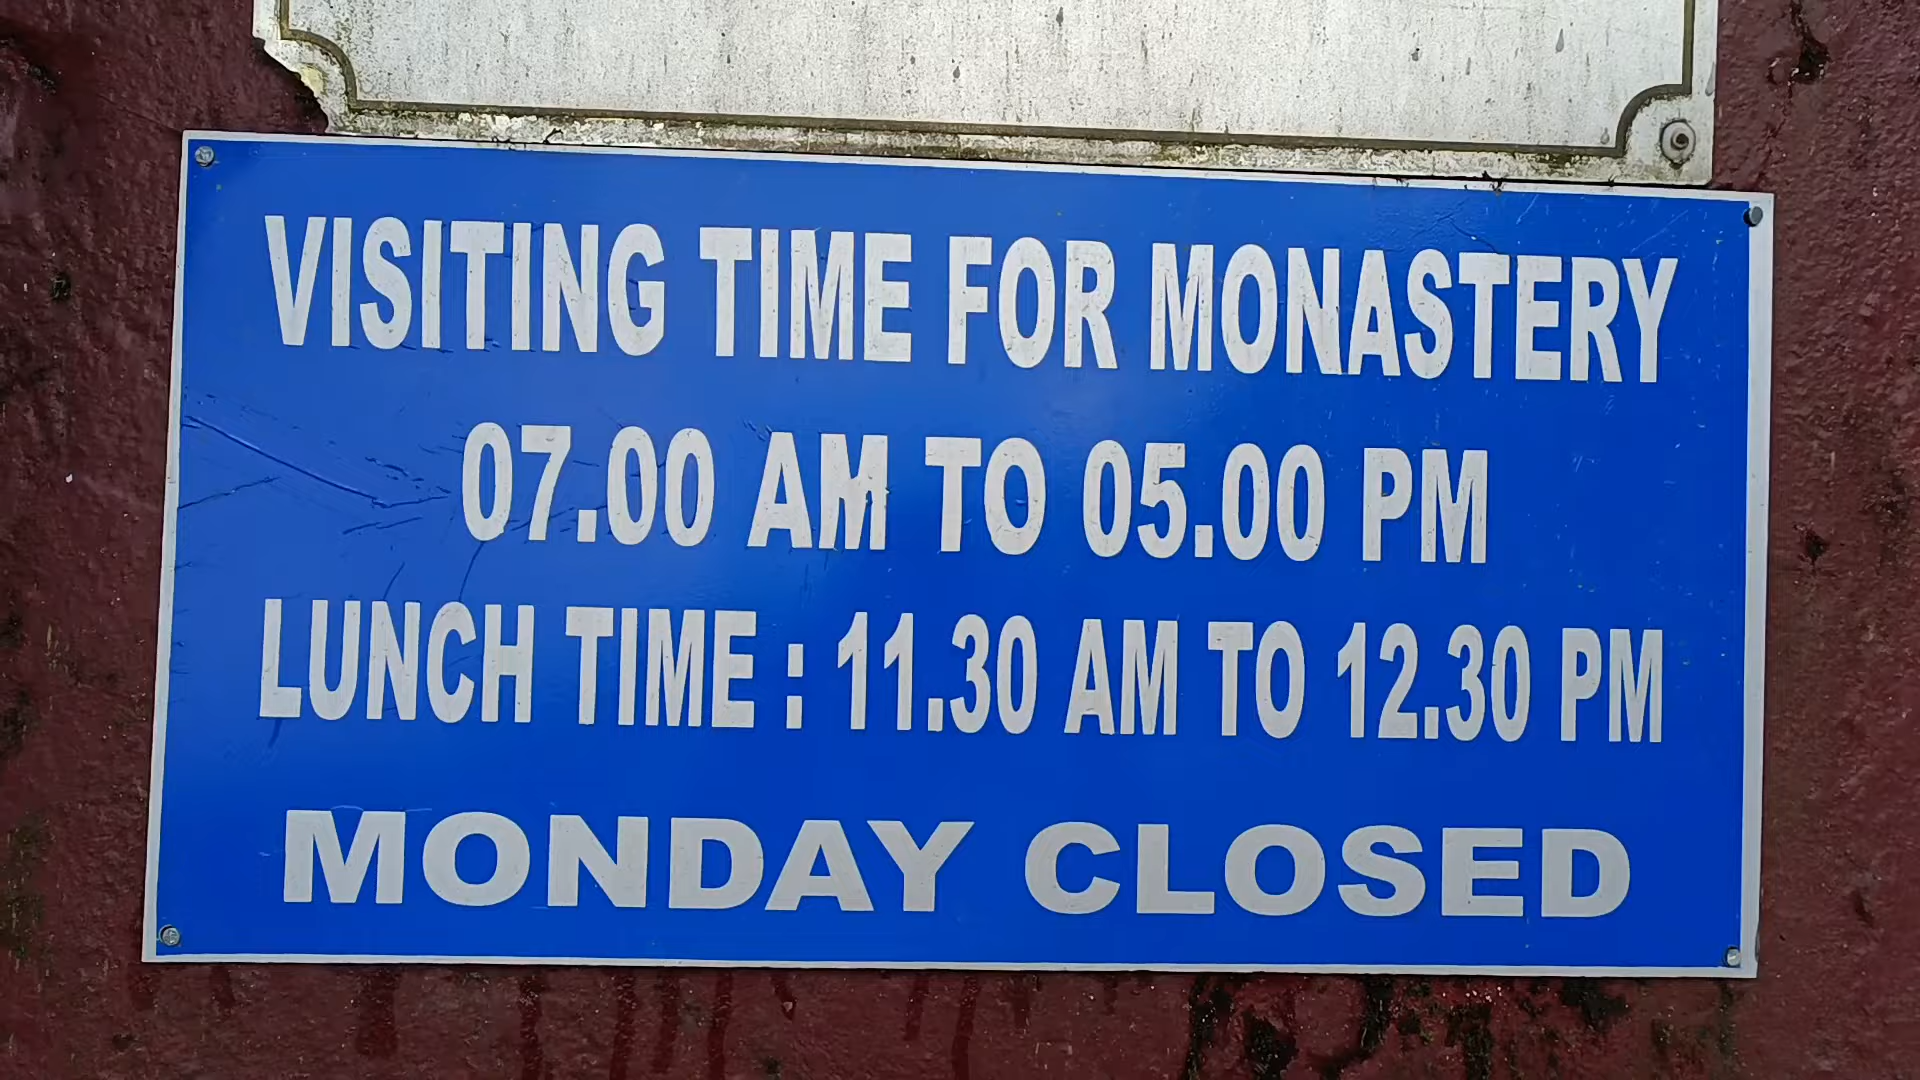 VISITING TIME FOR MONASTERY
07.00 AM TO 05.00 PM
LUNCH TIME : 11.30 AM TO 12.30 PM
MONDAY CLOSED